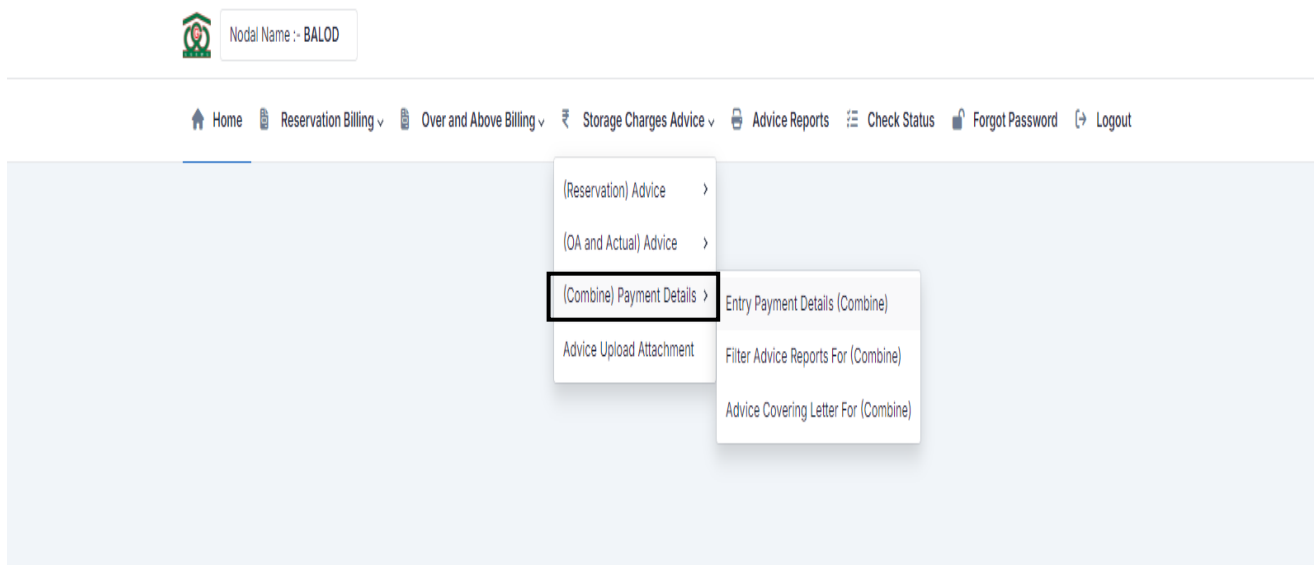 Nodal Name :- BALOD
Home Reservation Billing Over and Above Billing Storage Charges Advice Advice Reports Check Status Forgot Password Logout
(Reservation) Advice
(OA and Actual) Advice
(Combine) Payment Details
Advice Upload Attachment
Entry Payment Details (Combine)
Filter Advice Reports For (Combine)
Advice Covering Letter For (Combine)